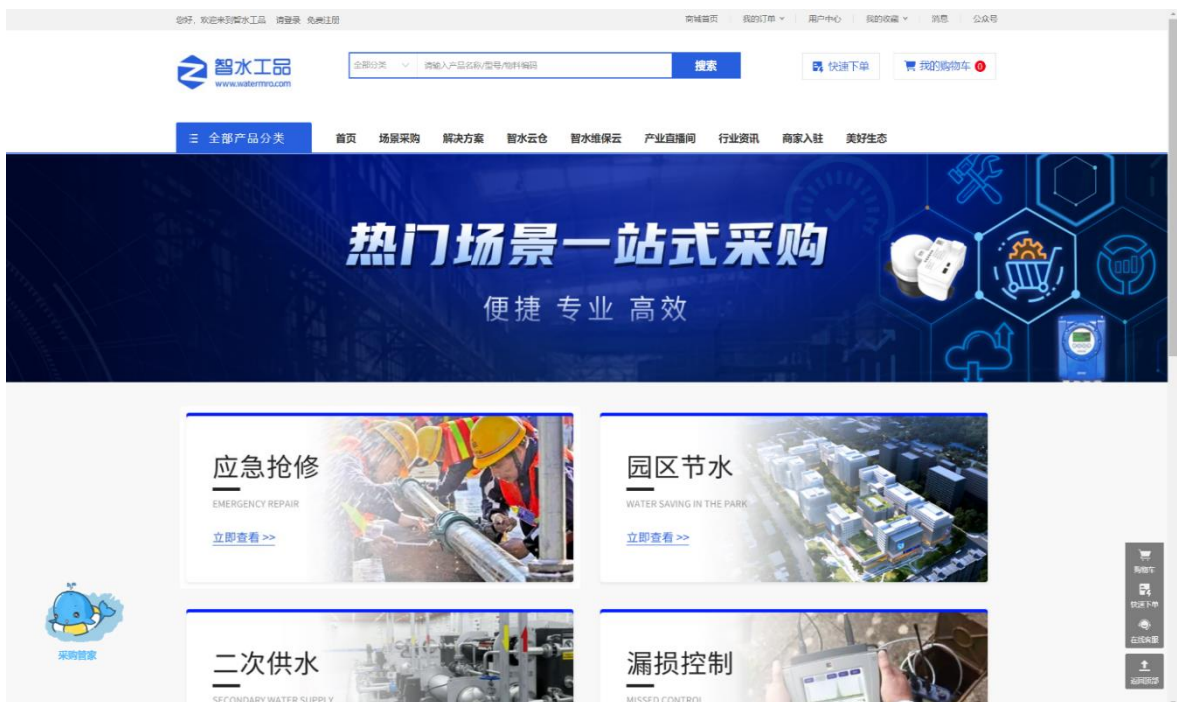 您好，欢迎来到智水工品 请登录 免费注册
商城首页 我的订单 用户中心 我的收藏 消息 公众号
智水工品
www.watermro.com
全部分类 请输入产品名称/型号/物料编码 搜索
快速下单 我的购物车 0
全部产品分类 首页 场景采购 解决方案 智水云仓 智水维保云 产业直播间 行业资讯 商家入驻 美好生态
热门场景一站式采购
便捷 专业 高效
应急抢修
EMERGENCY REPAIR
立即查看 >>
园区节水
WATER SAVING IN THE PARK
立即查看 >>
购物车
快速下单
在线客服
返回顶部
采购管家
二次供水
SECONDARY WATER SUPPLY
漏损控制
MISSED CONTROL